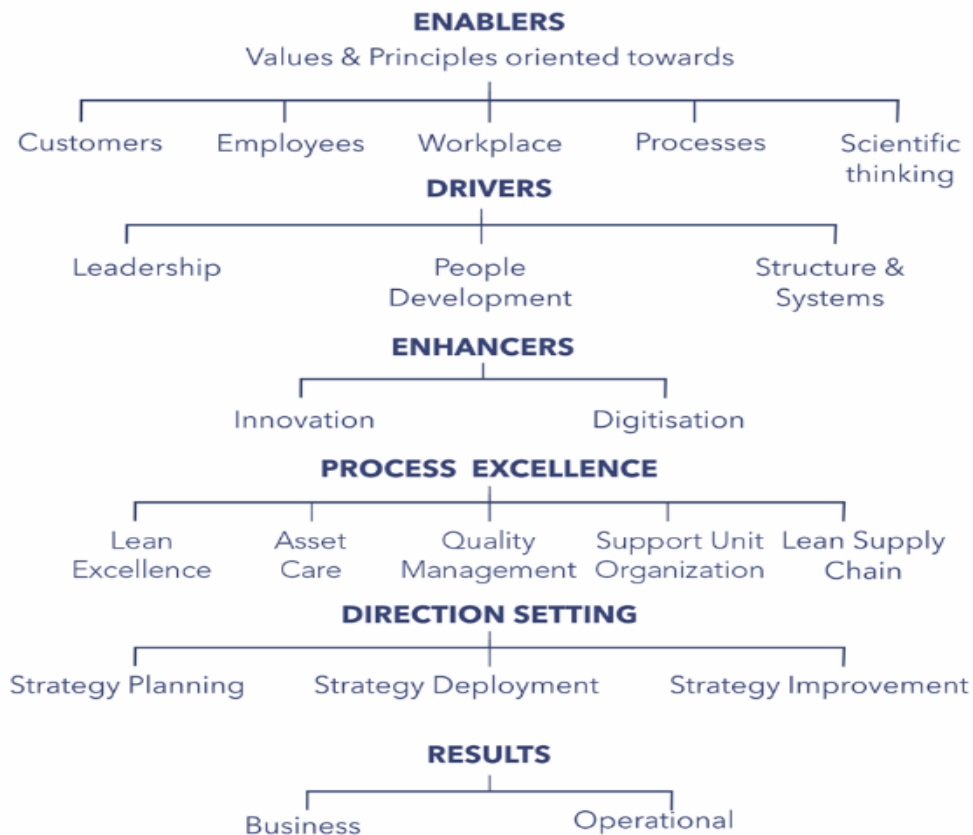 ENABLERS
Values & Principles oriented towards
Customers Employees Workplace Processes Scientific
thinking
DRIVERS
Leadership People Structure &
Development Systems
ENHANCERS
Innovation Digitisation
PROCESS EXCELLENCE
Lean Asset Quality Support Unit Lean Supply
Excellence Care Management Organization Chain
DIRECTION SETTING
Strategy Planning Strategy Deployment Strategy Improvement
RESULTS
Business Operational